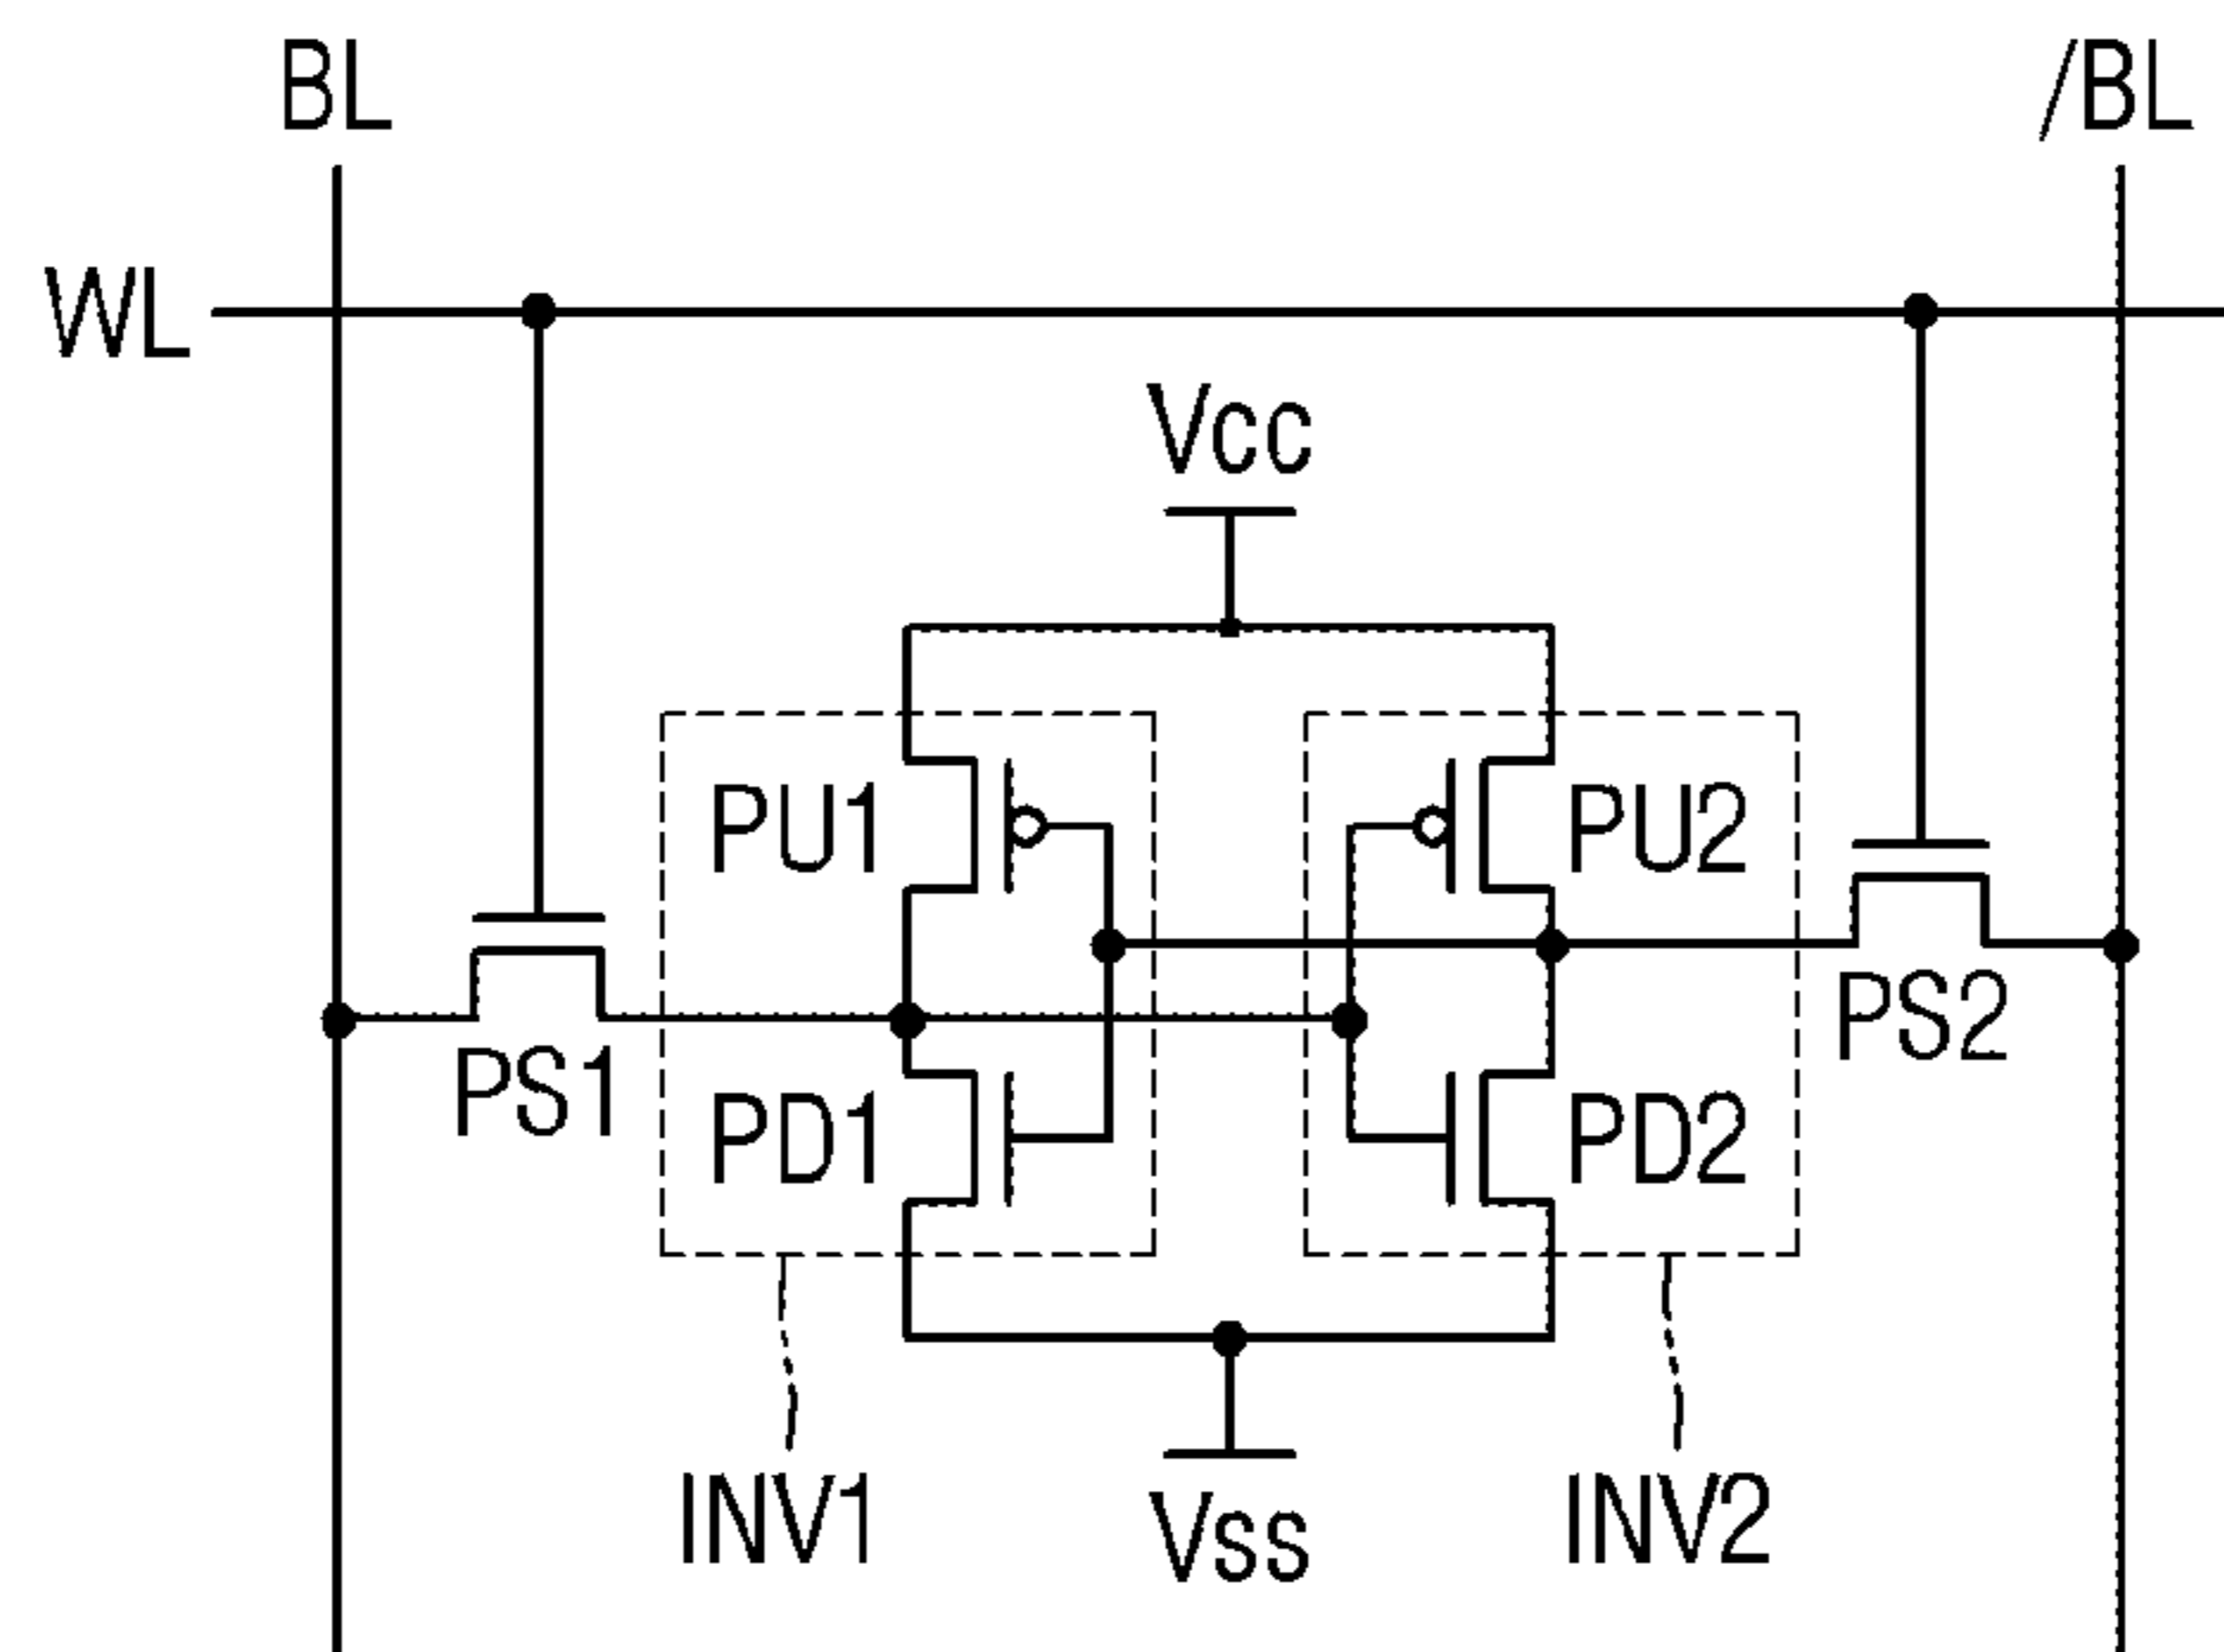 BL
/BL
WL
Vcc
PU1
PU2
PS1
PS2
PD1
PD2
INV1
Vss
INV2